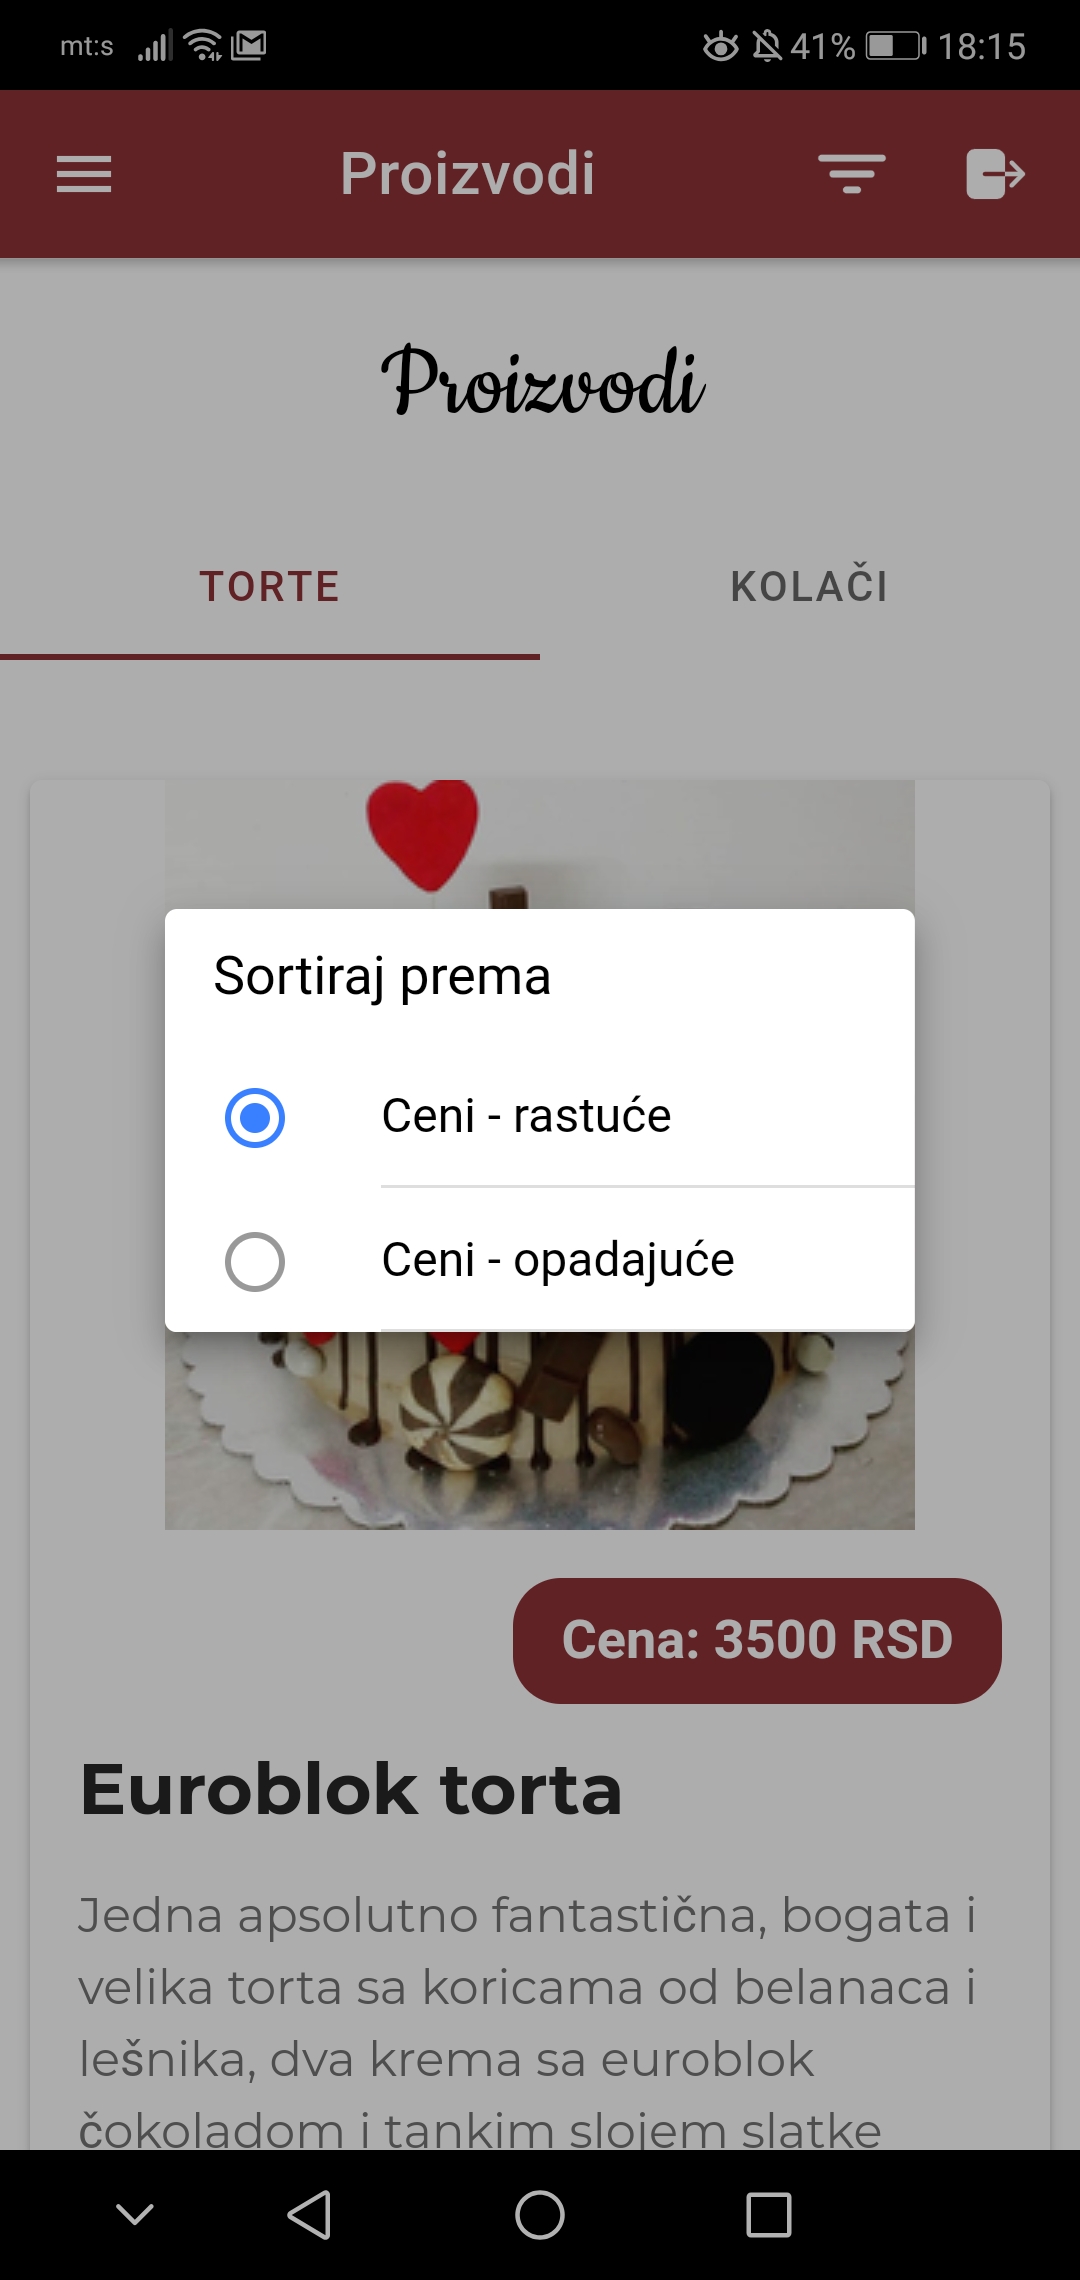 mt:s 41% 18:15
Proizvodi
Proizvodi
TORTE KOLAČI
Sortiraj prema
Ceni - rastuće
Ceni - opadajuće
Cena: 3500 RSD
Euroblok torta
Jedna apsolutno fantastična, bogata i
velika torta sa koricama od belanaca i
lešnika, dva krema sa euroblok
čokoladom i tankim slojem slatke